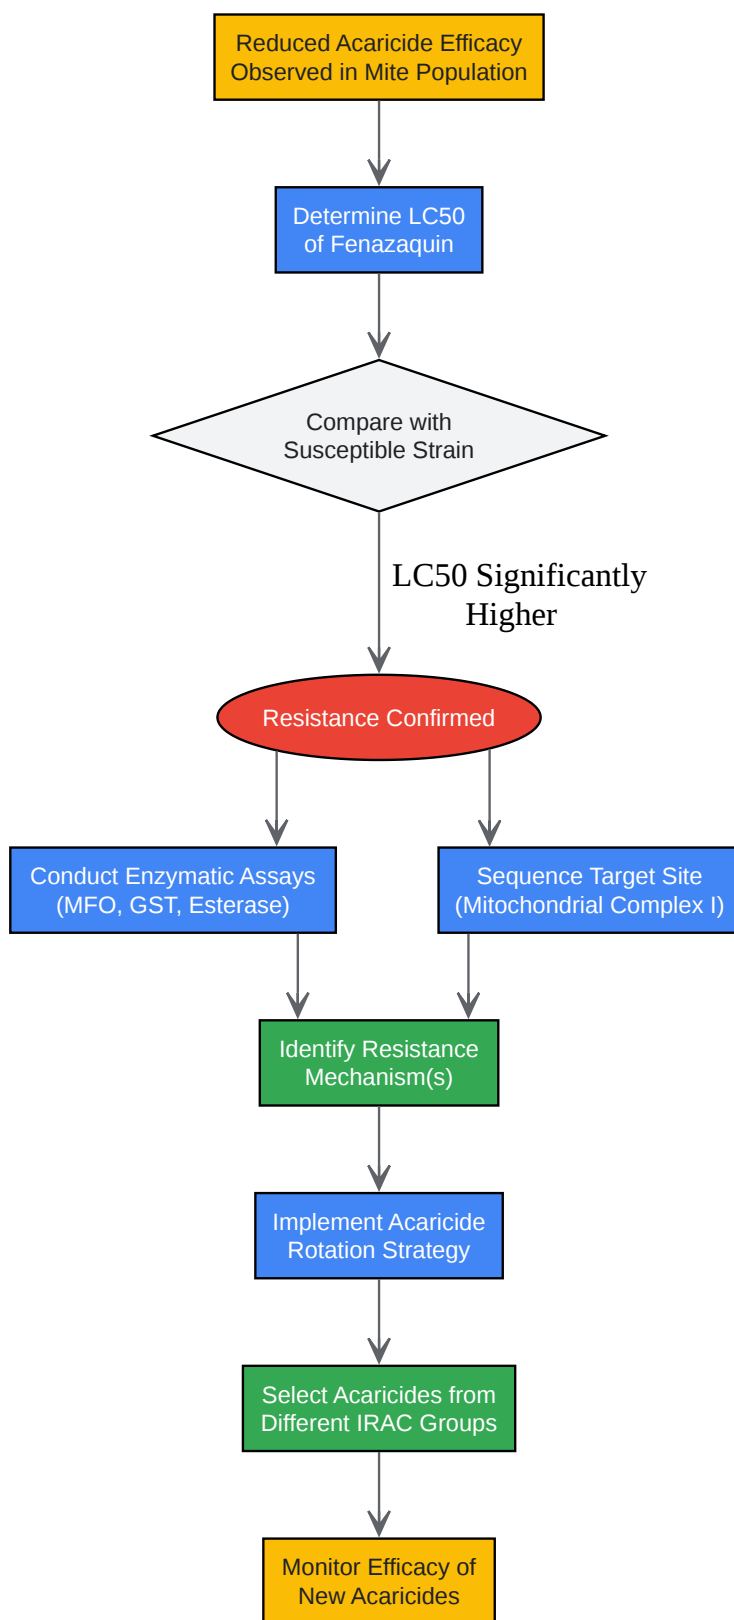 Reduced Acaricide Efficacy
Observed in Mite Population
Determine LC50
of Fenazaquin
Compare with
Susceptible Strain
LC50 Significantly
Higher
Resistance Confirmed
Conduct Enzymatic Assays
(MFO, GST, Esterase)
Sequence Target Site
(Mitochondrial Complex I)
Identify Resistance
Mechanism(s)
Implement Acaricide
Rotation Strategy
Select Acaricides from
Different IRAC Groups
Monitor Efficacy of
New Acaricides